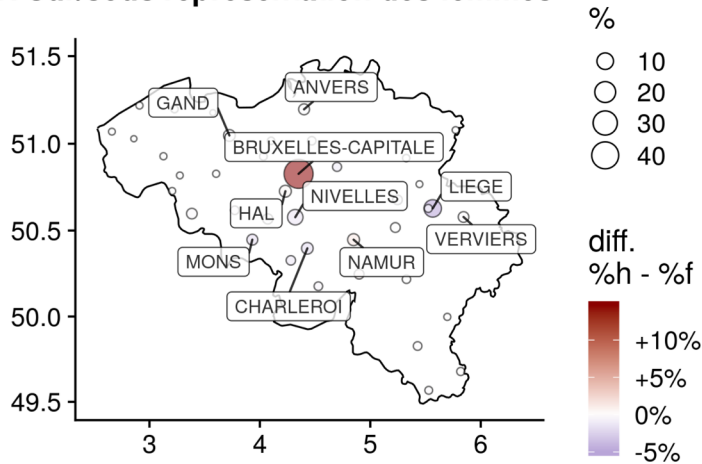 %
10
20
30
40
diff.
%h - %f
+10%
+5%
0%
-5%
51.5
51.0
50.5
50.0
49.5
3 4 5 6
ANVERS
GAND
BRUXELLES-CAPITALE
LIEGE
NIVELLES
HAL
VERVIERS
MONS
NAMUR
CHARLEROI